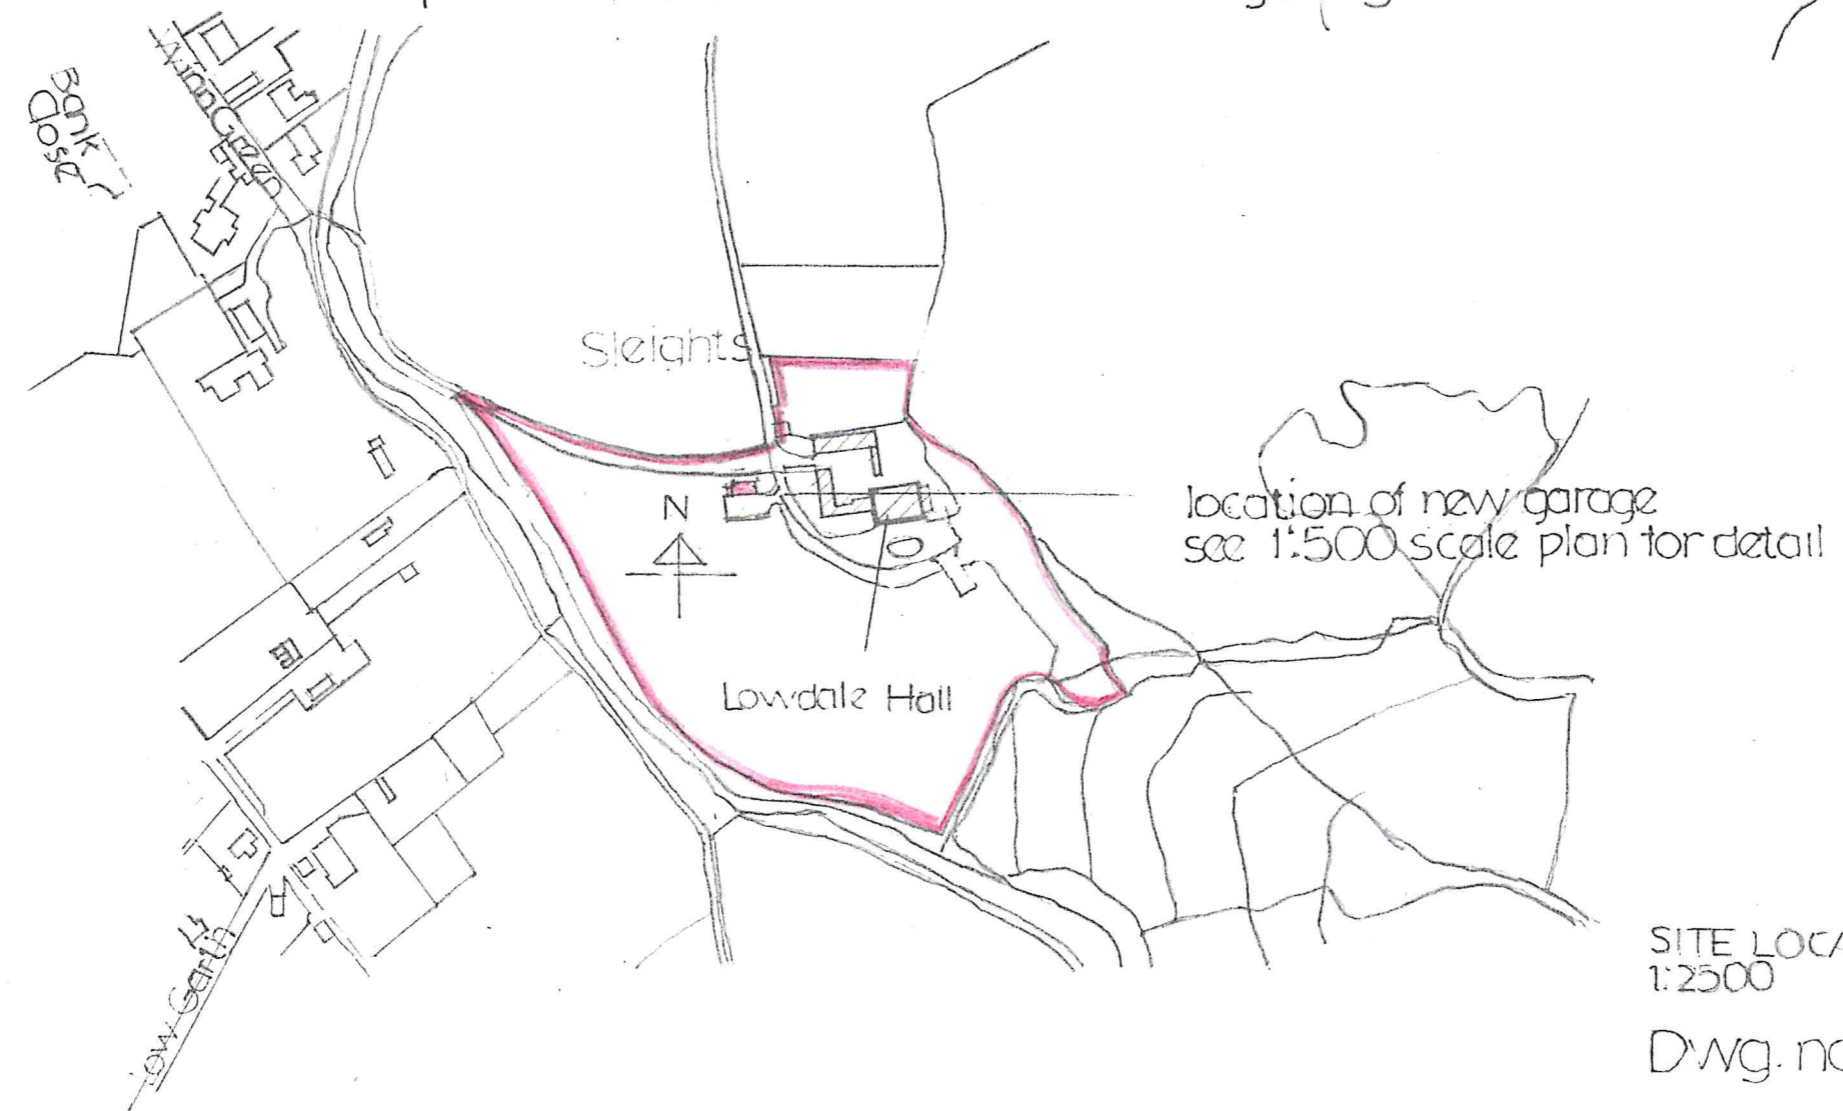 Bank
Close
Sleights
N
location of new garage
see 1:500 scale plan for detail
Lowdale Hall
Low Garth
SITE LOCA
1:2500
Dwg. no